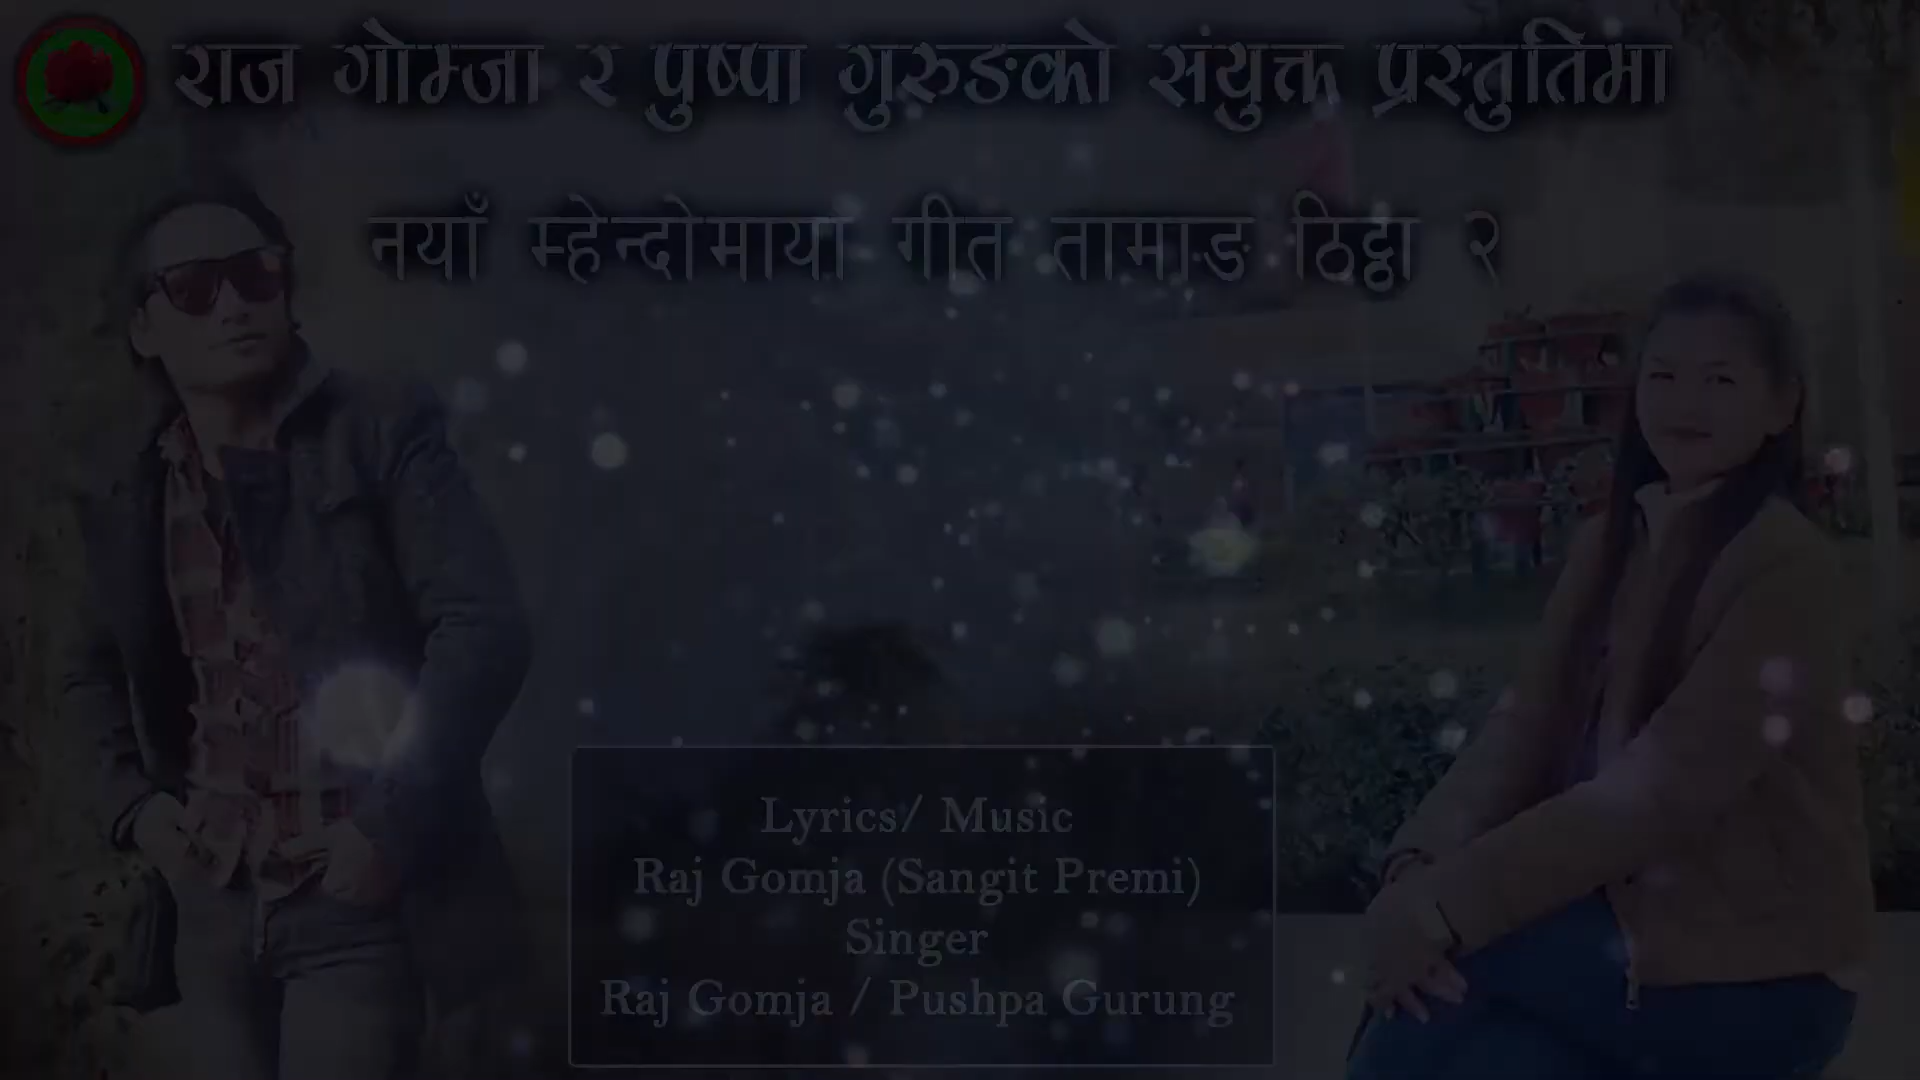 राज गोम्जा र पुष्पा गुरुङको संयुक्त प्रस्तुतिमा
नयाँ म्हेन्दोमाया गीत तामाङ ठिट्ठा २
Lyrics/ Music
Raj Gomja (Sangit Premi)
Singer
Raj Gomja / Pushpa Gurung